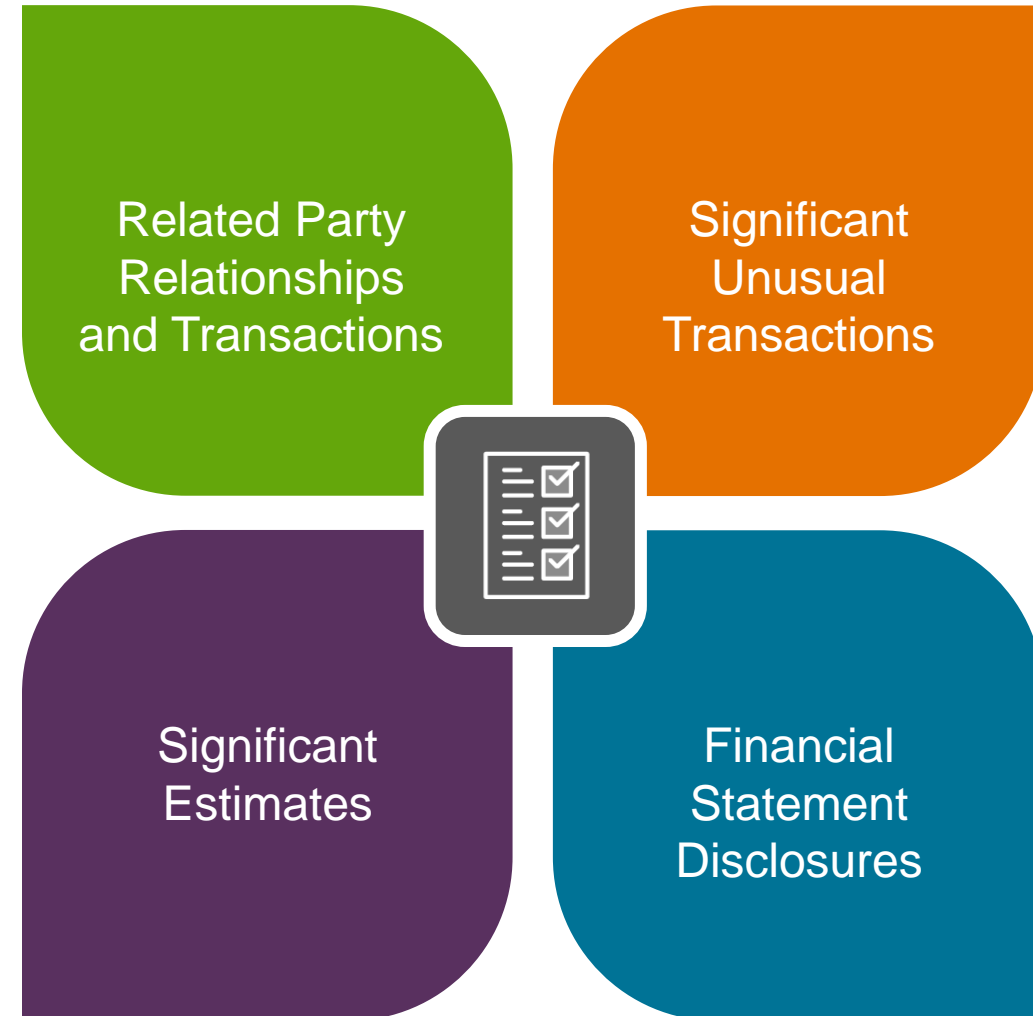 Related Party
Relationships
and Transactions
Significant
Unusual
Transactions
Significant
Estimates
Financial
Statement
Disclosures